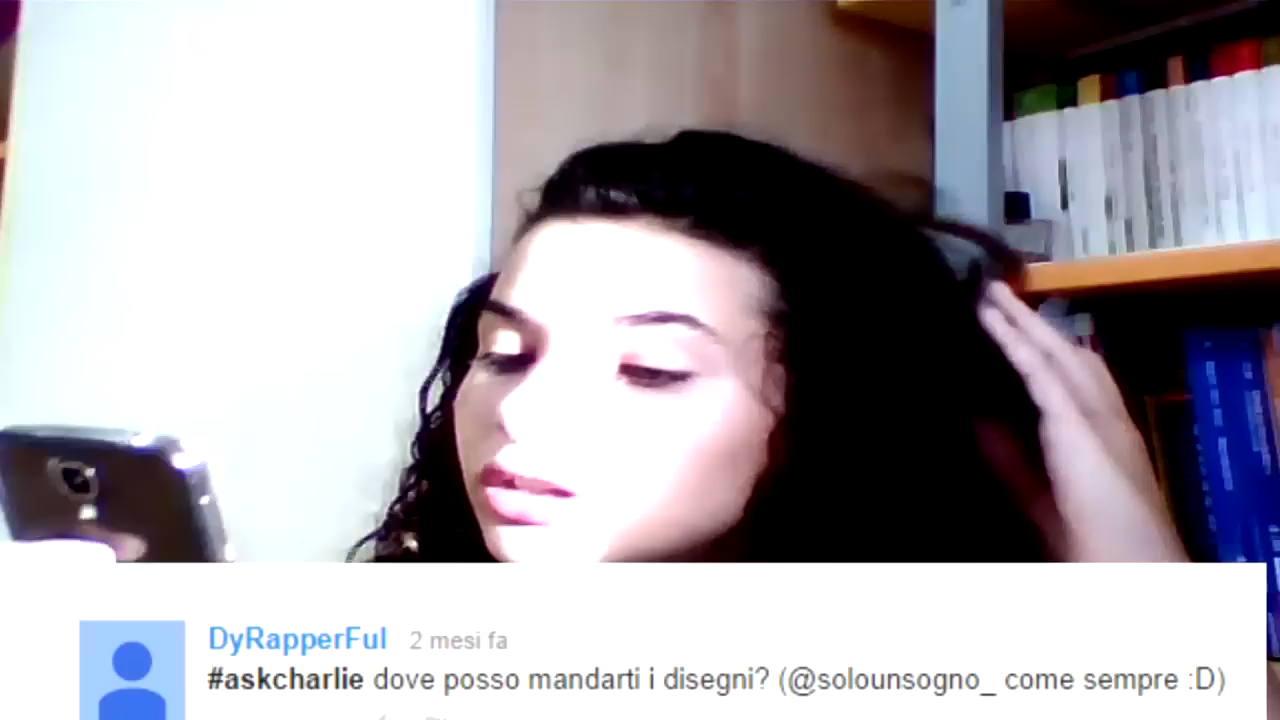 DyRapperFul 2 mesi fa
#askcharlie dove posso mandarti i disegni? (@solounsogno_ come sempre :D)